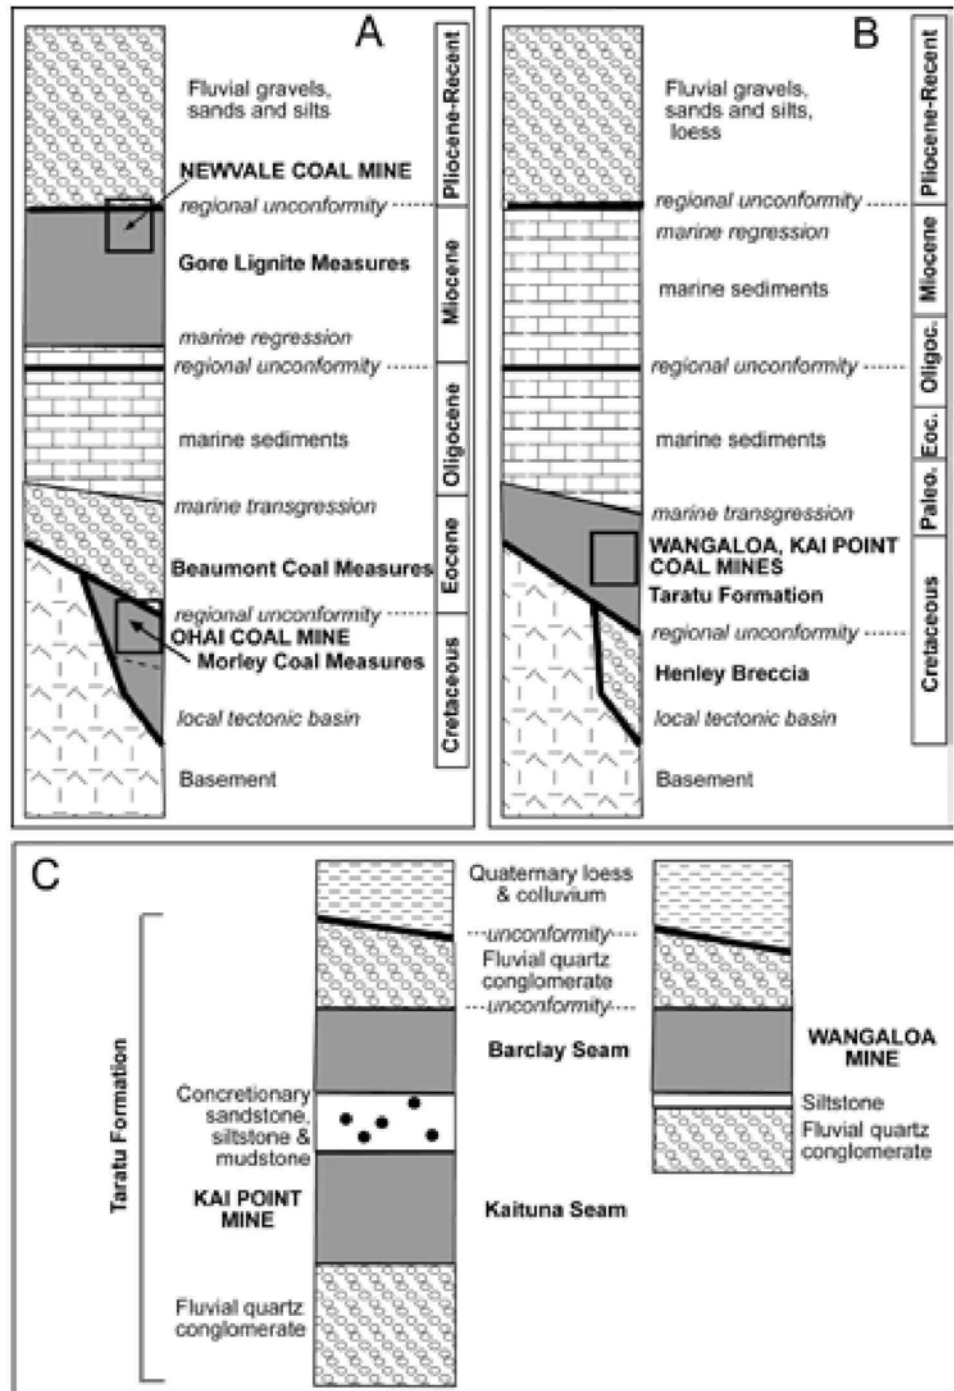 A
Fluvial gravels,
sands and silts
NEWVALE COAL MINE
regional unconformity
Gore Lignite Measures
marine regression
regional unconformity
marine sediments
marine transgression
Beaumont Coal Measures
regional unconformity
OHAI COAL MINE
Morley Coal Measures
local tectonic basin
Basement
Pliocene-Recent
Miocene
Oligocene
Eocene
Cretaceous
B
Fluvial gravels,
sands and silts,
loess
regional unconformity
marine regression
marine sediments
regional unconformity
marine sediments
marine transgression
WANGALOA, KAI POINT
COAL MINES
Taratu Formation
regional unconformity
Henley Breccia
local tectonic basin
Basement
Pliocene-Recent
Miocene
Oligoc.
Eoc.
Paleo.
Cretaceous
C
Taratu Formation
Quaternary loess
& colluvium
unconformity
Fluvial quartz
conglomerate
unconformity
Barclay Seam
Concretionary
sandstone,
siltstone &
mudstone
KAI POINT
MINE
Kaituna Seam
Fluvial quartz
conglomerate
WANGALOA
MINE
Siltstone
Fluvial quartz
conglomerate